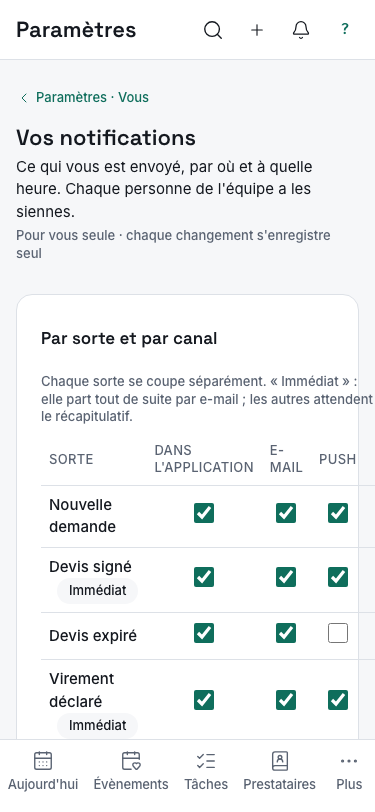 Paramètres
?
Paramètres · Vous
Vos notifications
Ce qui vous est envoyé, par où et à quelle
heure. Chaque personne de l'équipe a les
siennes.
Pour vous seule · chaque changement s'enregistre
seul
Par sorte et par canal
Chaque sorte se coupe séparément. « Immédiat » :
elle part tout de suite par e-mail ; les autres attendent
le récapitulatif.
SORTE
DANS
L'APPLICATION
E-
MAIL
PUSH
Nouvelle
demande
Devis signé
Immédiat
Devis expiré
Virement
déclaré
Immédiat
Aujourd'hui
Évènements
Tâches
Prestataires
Plus